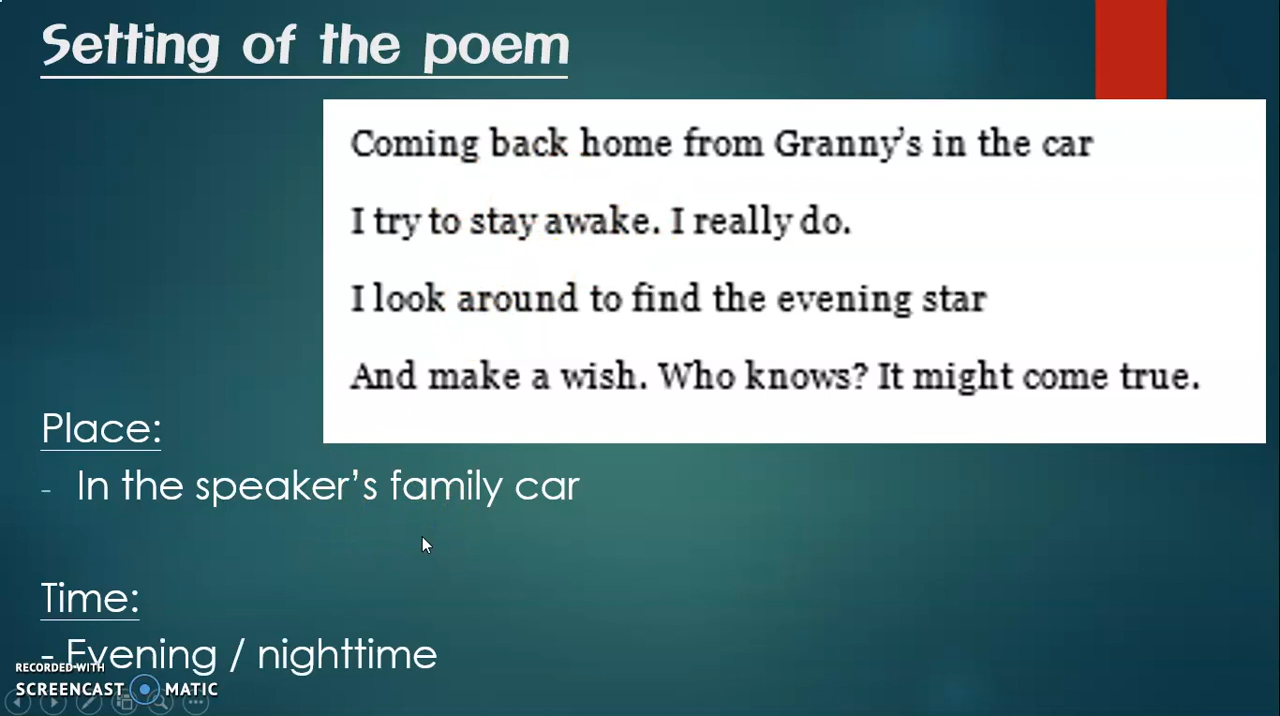 Setting of the poem
Coming back home from Granny's in the car
I try to stay awake. I really do.
I look around to find the evening star
And make a wish. Who knows? It might come true.
Place:
- In the speaker's family car
Time:
- Evening / nighttime
RECORDED WITH
SCREENCAST MATIC